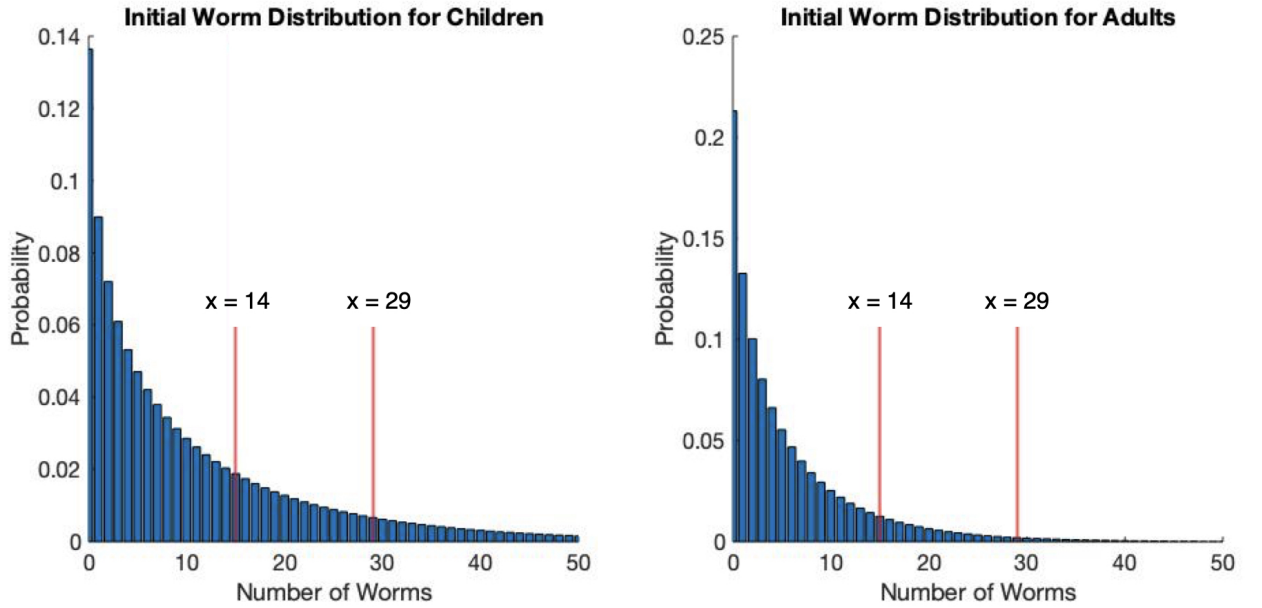 Initial Worm Distribution for Children
0.14
0.12
0.1
0.08
0.06
0.04
0.02
0
Probability
x = 14
x = 29
0 10 20 30 40 50
Number of Worms
Initial Worm Distribution for Adults
0.25
0.2
0.15
0.1
0.05
0
Probability
x = 14
x = 29
0 10 20 30 40 50
Number of Worms